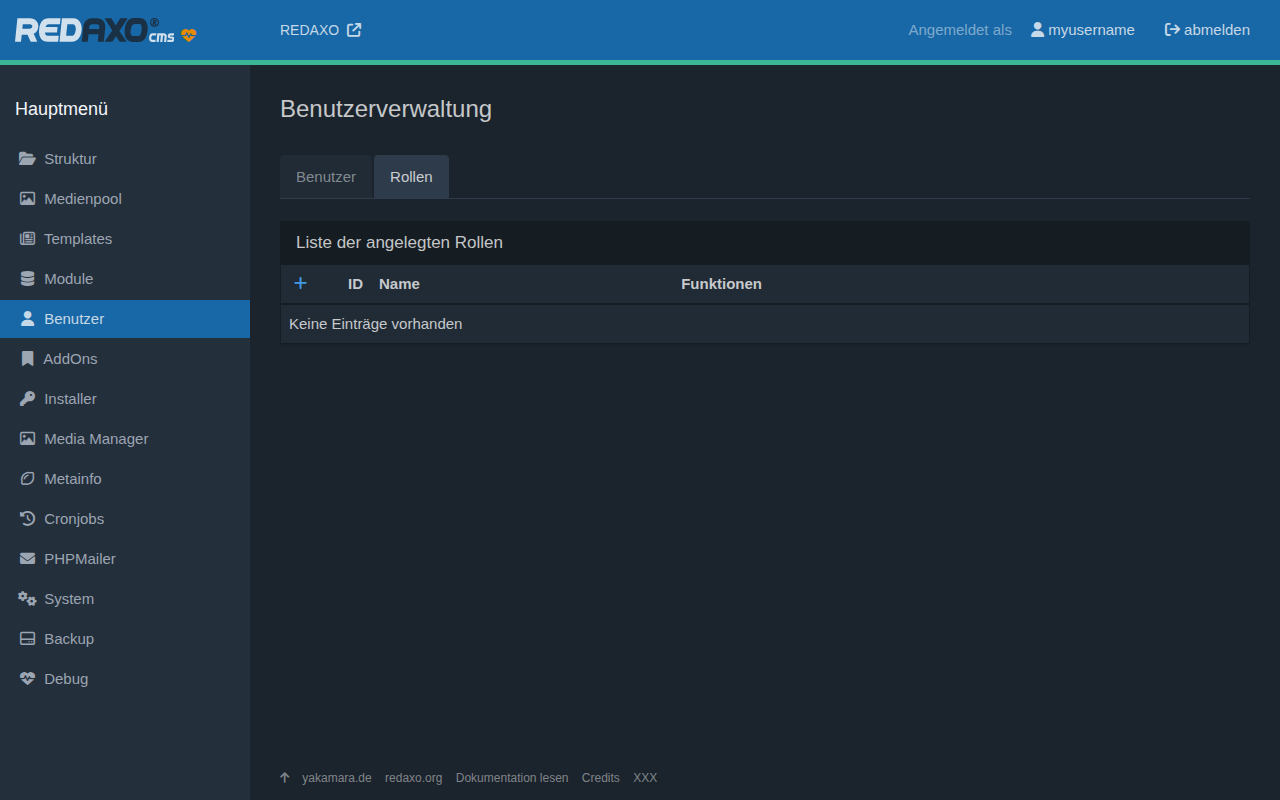 REDAXO® cms
REDAXO
Angemeldet als myusername abmelden
Hauptmenü
Struktur
Medienpool
Templates
Module
Benutzer
AddOns
Installer
Media Manager
Metainfo
Cronjobs
PHPMailer
System
Backup
Debug
Benutzerverwaltung
Benutzer Rollen
Liste der angelegten Rollen
ID Name Funktionen
Keine Einträge vorhanden
yakamara.de redaxo.org Dokumentation lesen Credits XXX